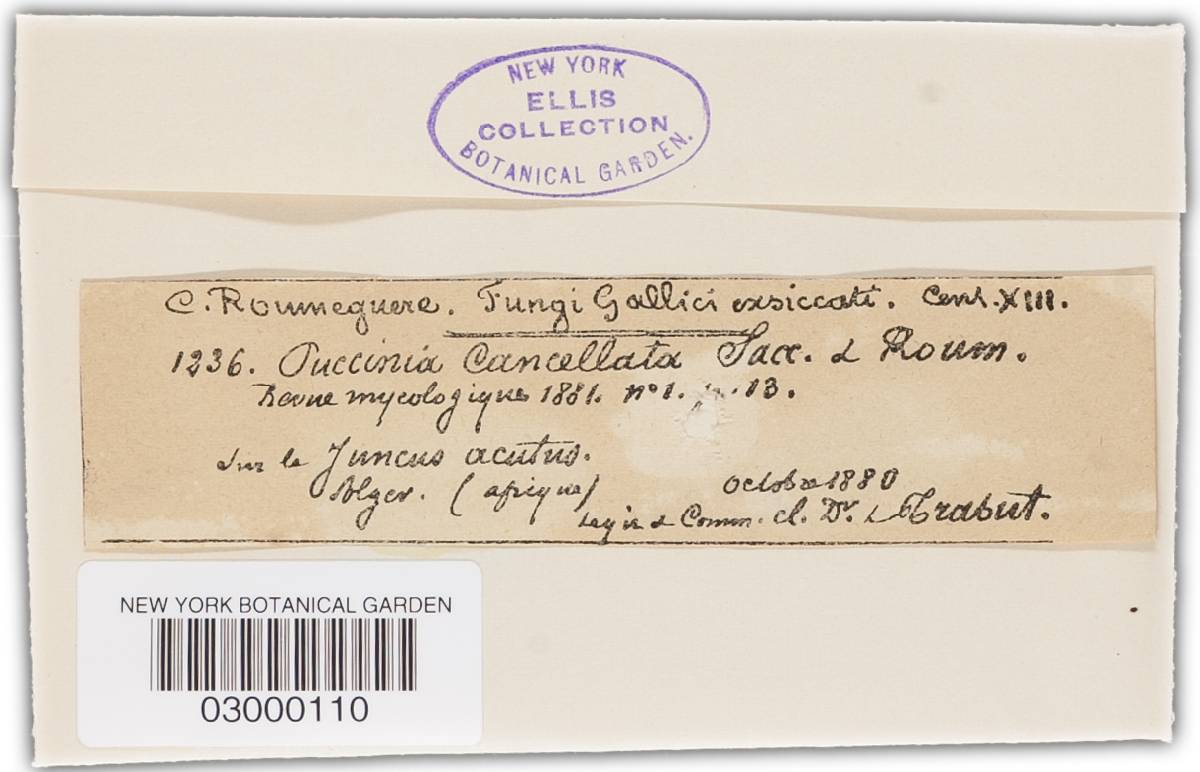 NEW YORK
ELLIS
COLLECTION
BOTANICAL GARDEN.
C. Roumeguere. Fungi Gallici exsiccati. Cent. XIII.
1236. Puccinia Cancellata Sacc. & Roum.
Revue mycologique 1881. n° 1. p. 13.
Sur le Juncus acutus.
Alger. (afrique)
octobre 1880
Legit & Comm. cl. Dr. L Trabut.
NEW YORK BOTANICAL GARDEN
03000110